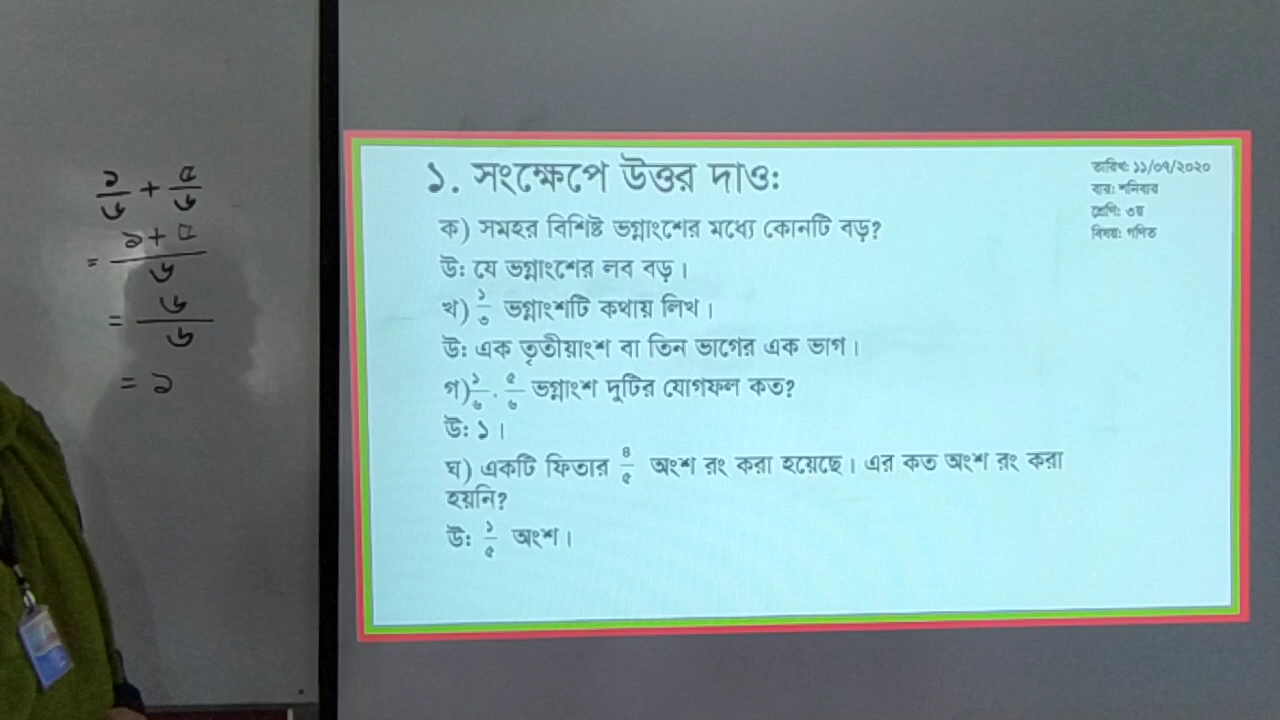 ১/৬ + ৫/৬
= ১+৫/৬
= ৬/৬
= ১
১. সংক্ষেপে উত্তর দাও:
ক) সমহর বিশিষ্ট ভগ্নাংশের মধ্যে কোনটি বড়?
উ: যে ভগ্নাংশের লব বড়।
খ) ১/৩ ভগ্নাংশটি কথায় লিখ।
উ: এক তৃতীয়াংশ বা তিন ভাগের এক ভাগ।
গ) ১/৬, ৫/৬ ভগ্নাংশ দুটির যোগফল কত?
উ: ১।
ঘ) একটি ফিতার ৪/৫ অংশ রং করা হয়েছে। এর কত অংশ রং করা
হয়নি?
উ: ১/৫ অংশ।
তারিখ: ১১/০৭/২০২০
বার: শনিবার
শ্রেণি: ৩য়
বিষয়: গণিত